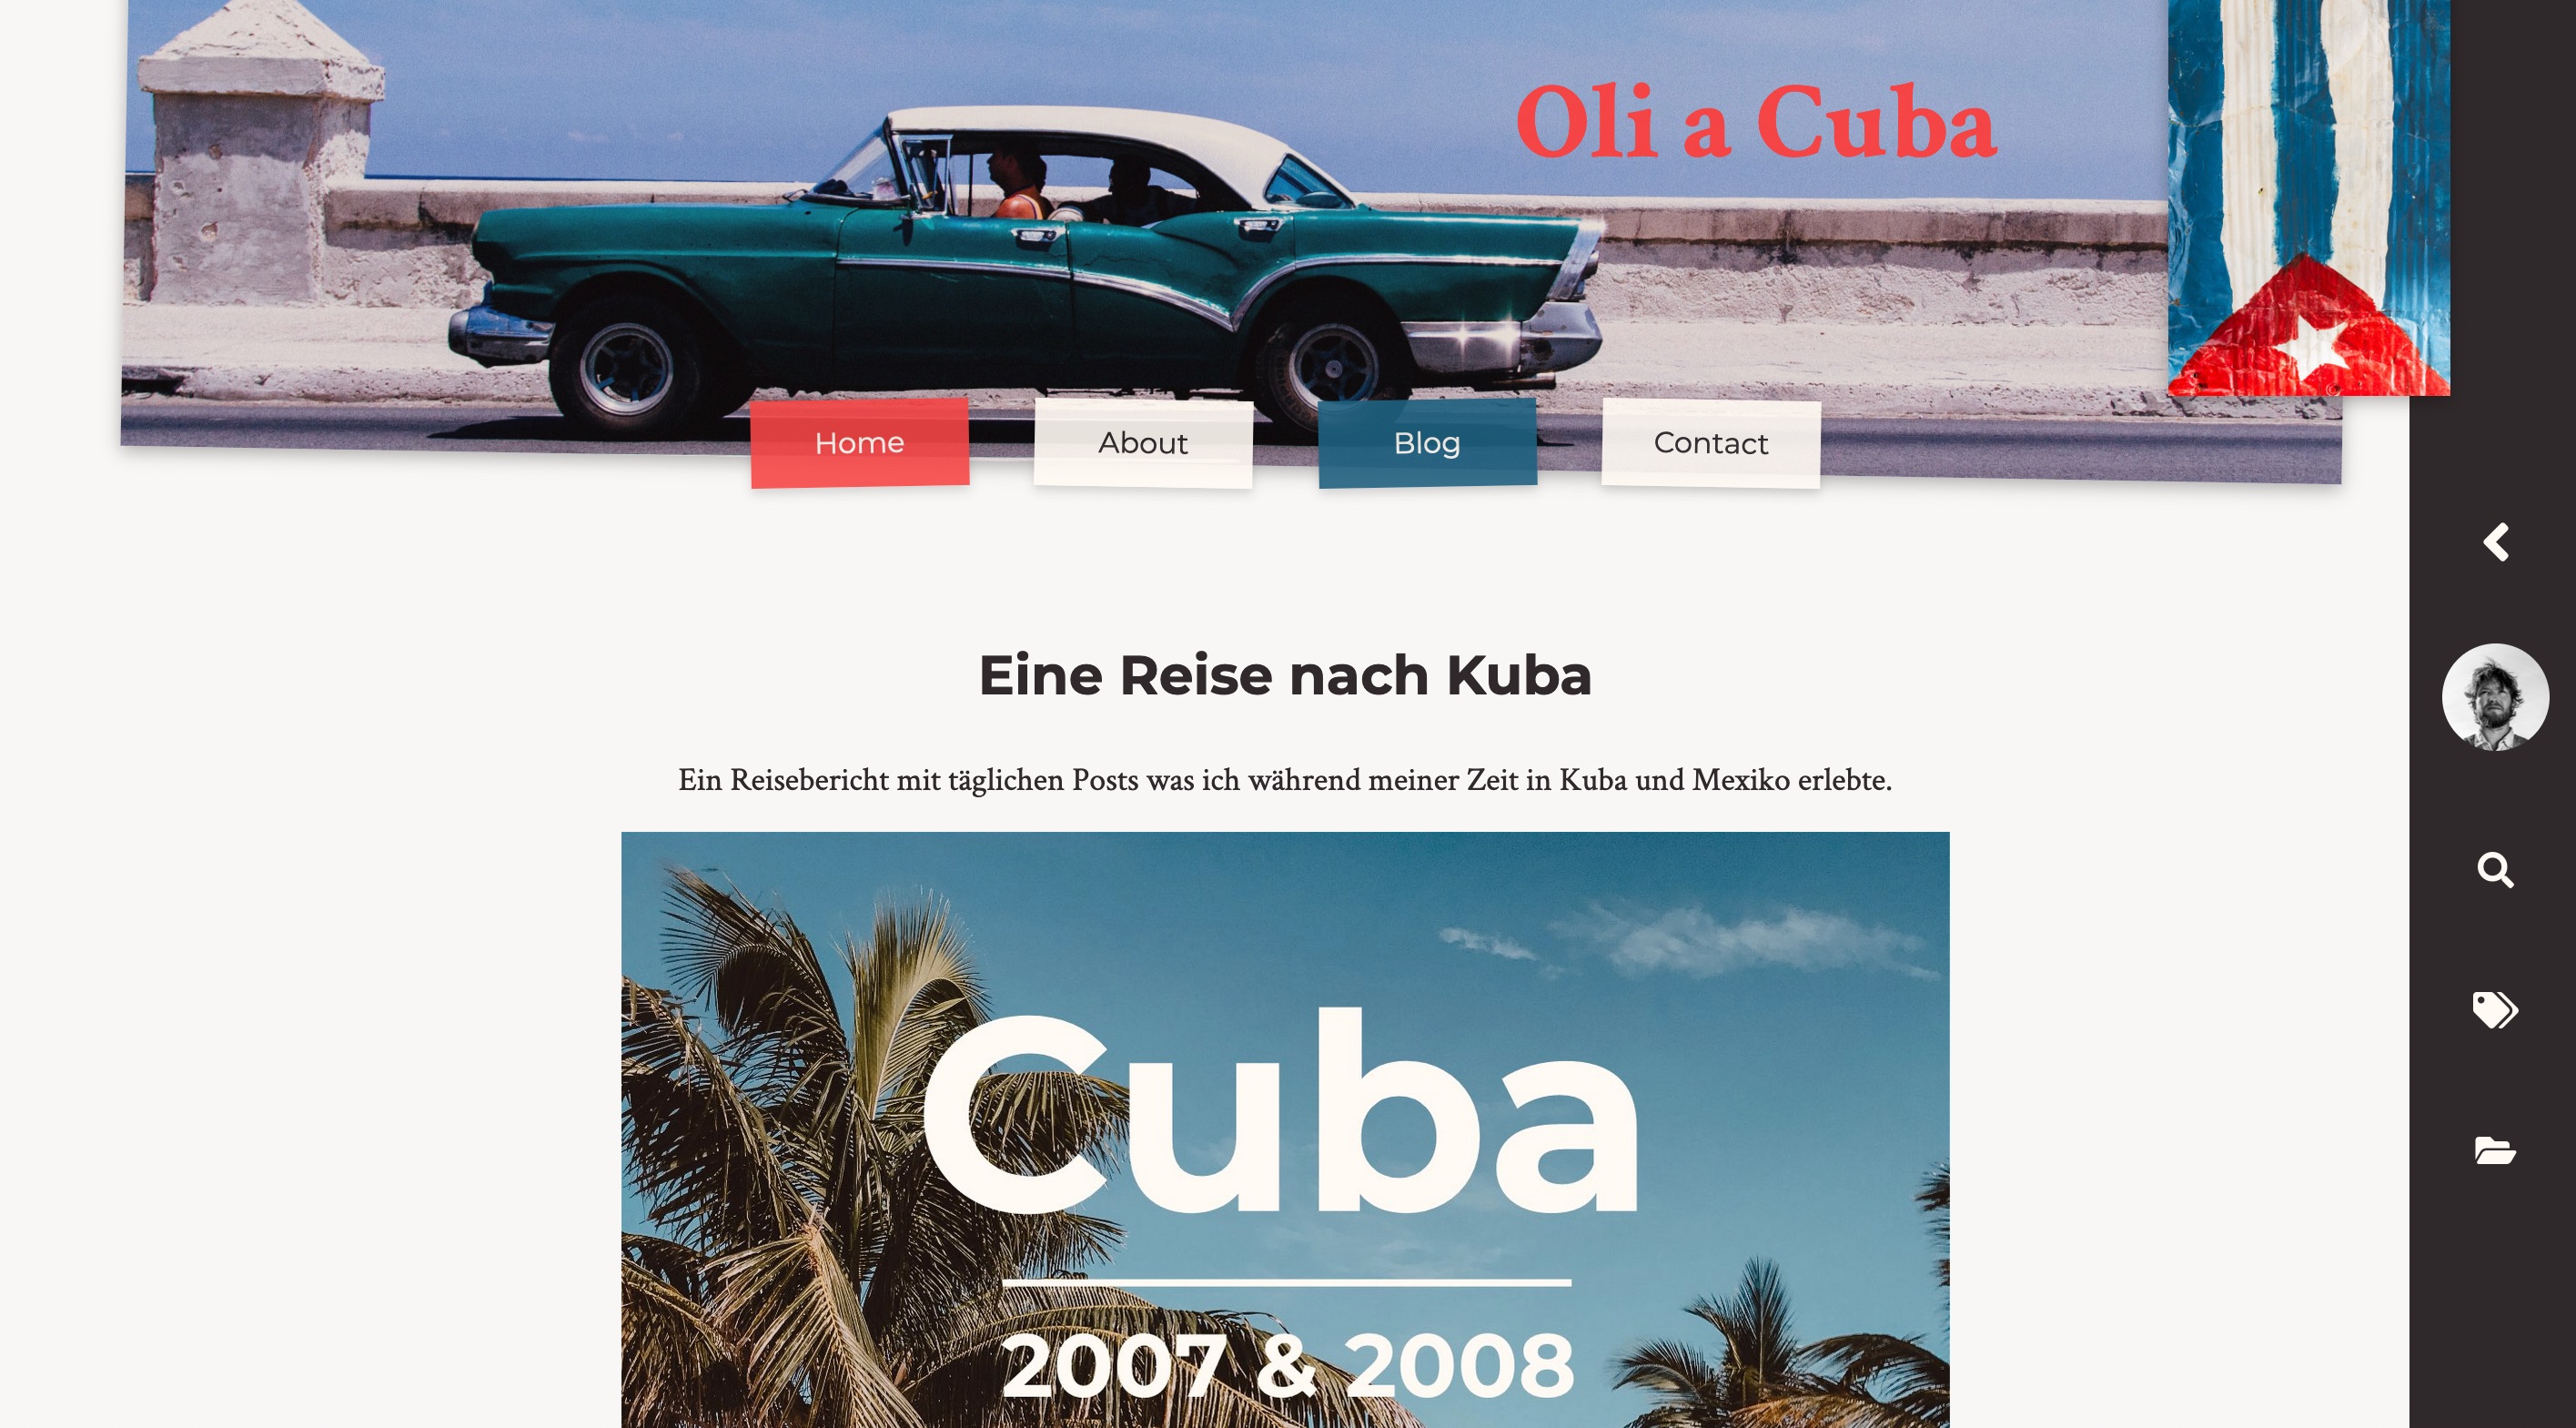 Oli a Cuba
Home
About
Blog
Contact
Eine Reise nach Kuba
Ein Reisebericht mit täglichen Posts was ich während meiner Zeit in Kuba und Mexiko erlebte.
Cuba
2007 & 2008